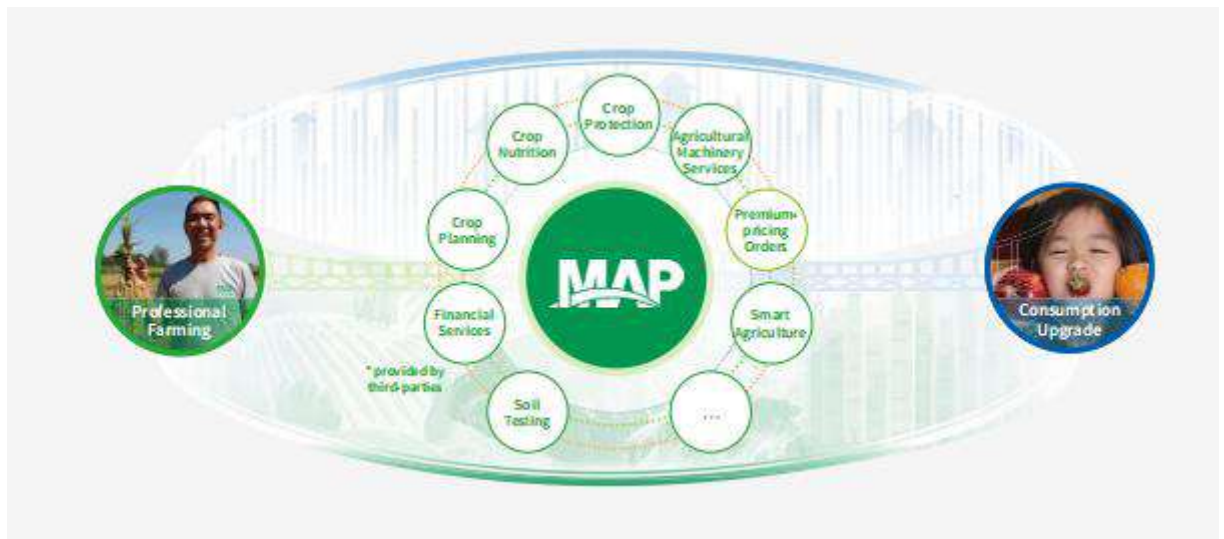 Crop
Protection
Crop
Nutrition
Agricultural
Machinery
Services
Crop
Planning
Premium-
pricing
Orders
MAP
Professional
Farming
Consumption
Upgrade
Financial
Services
Smart
Agriculture
* provided by
third-parties
Soil
Testing
...